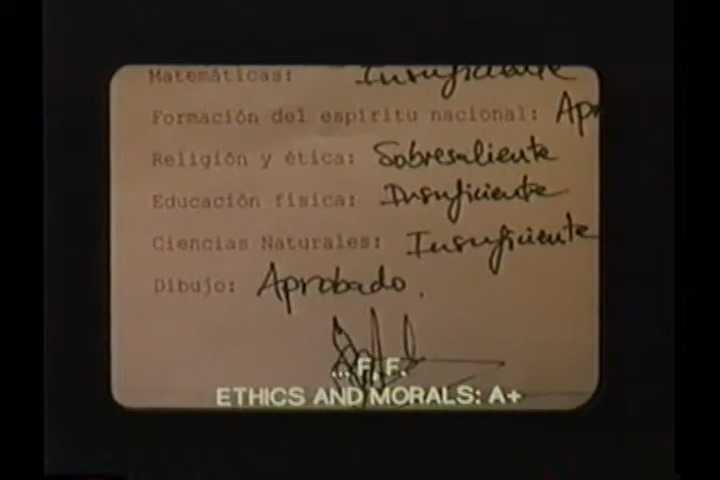 Matemáticas: Insuficiente
Formación del espíritu nacional: Apr
Religión y ética: Sobresaliente
Educación física: Insuficiente
Ciencias Naturales: Insuficiente
Dibujo: Aprobado.
... F, F.
ETHICS AND MORALS: A+